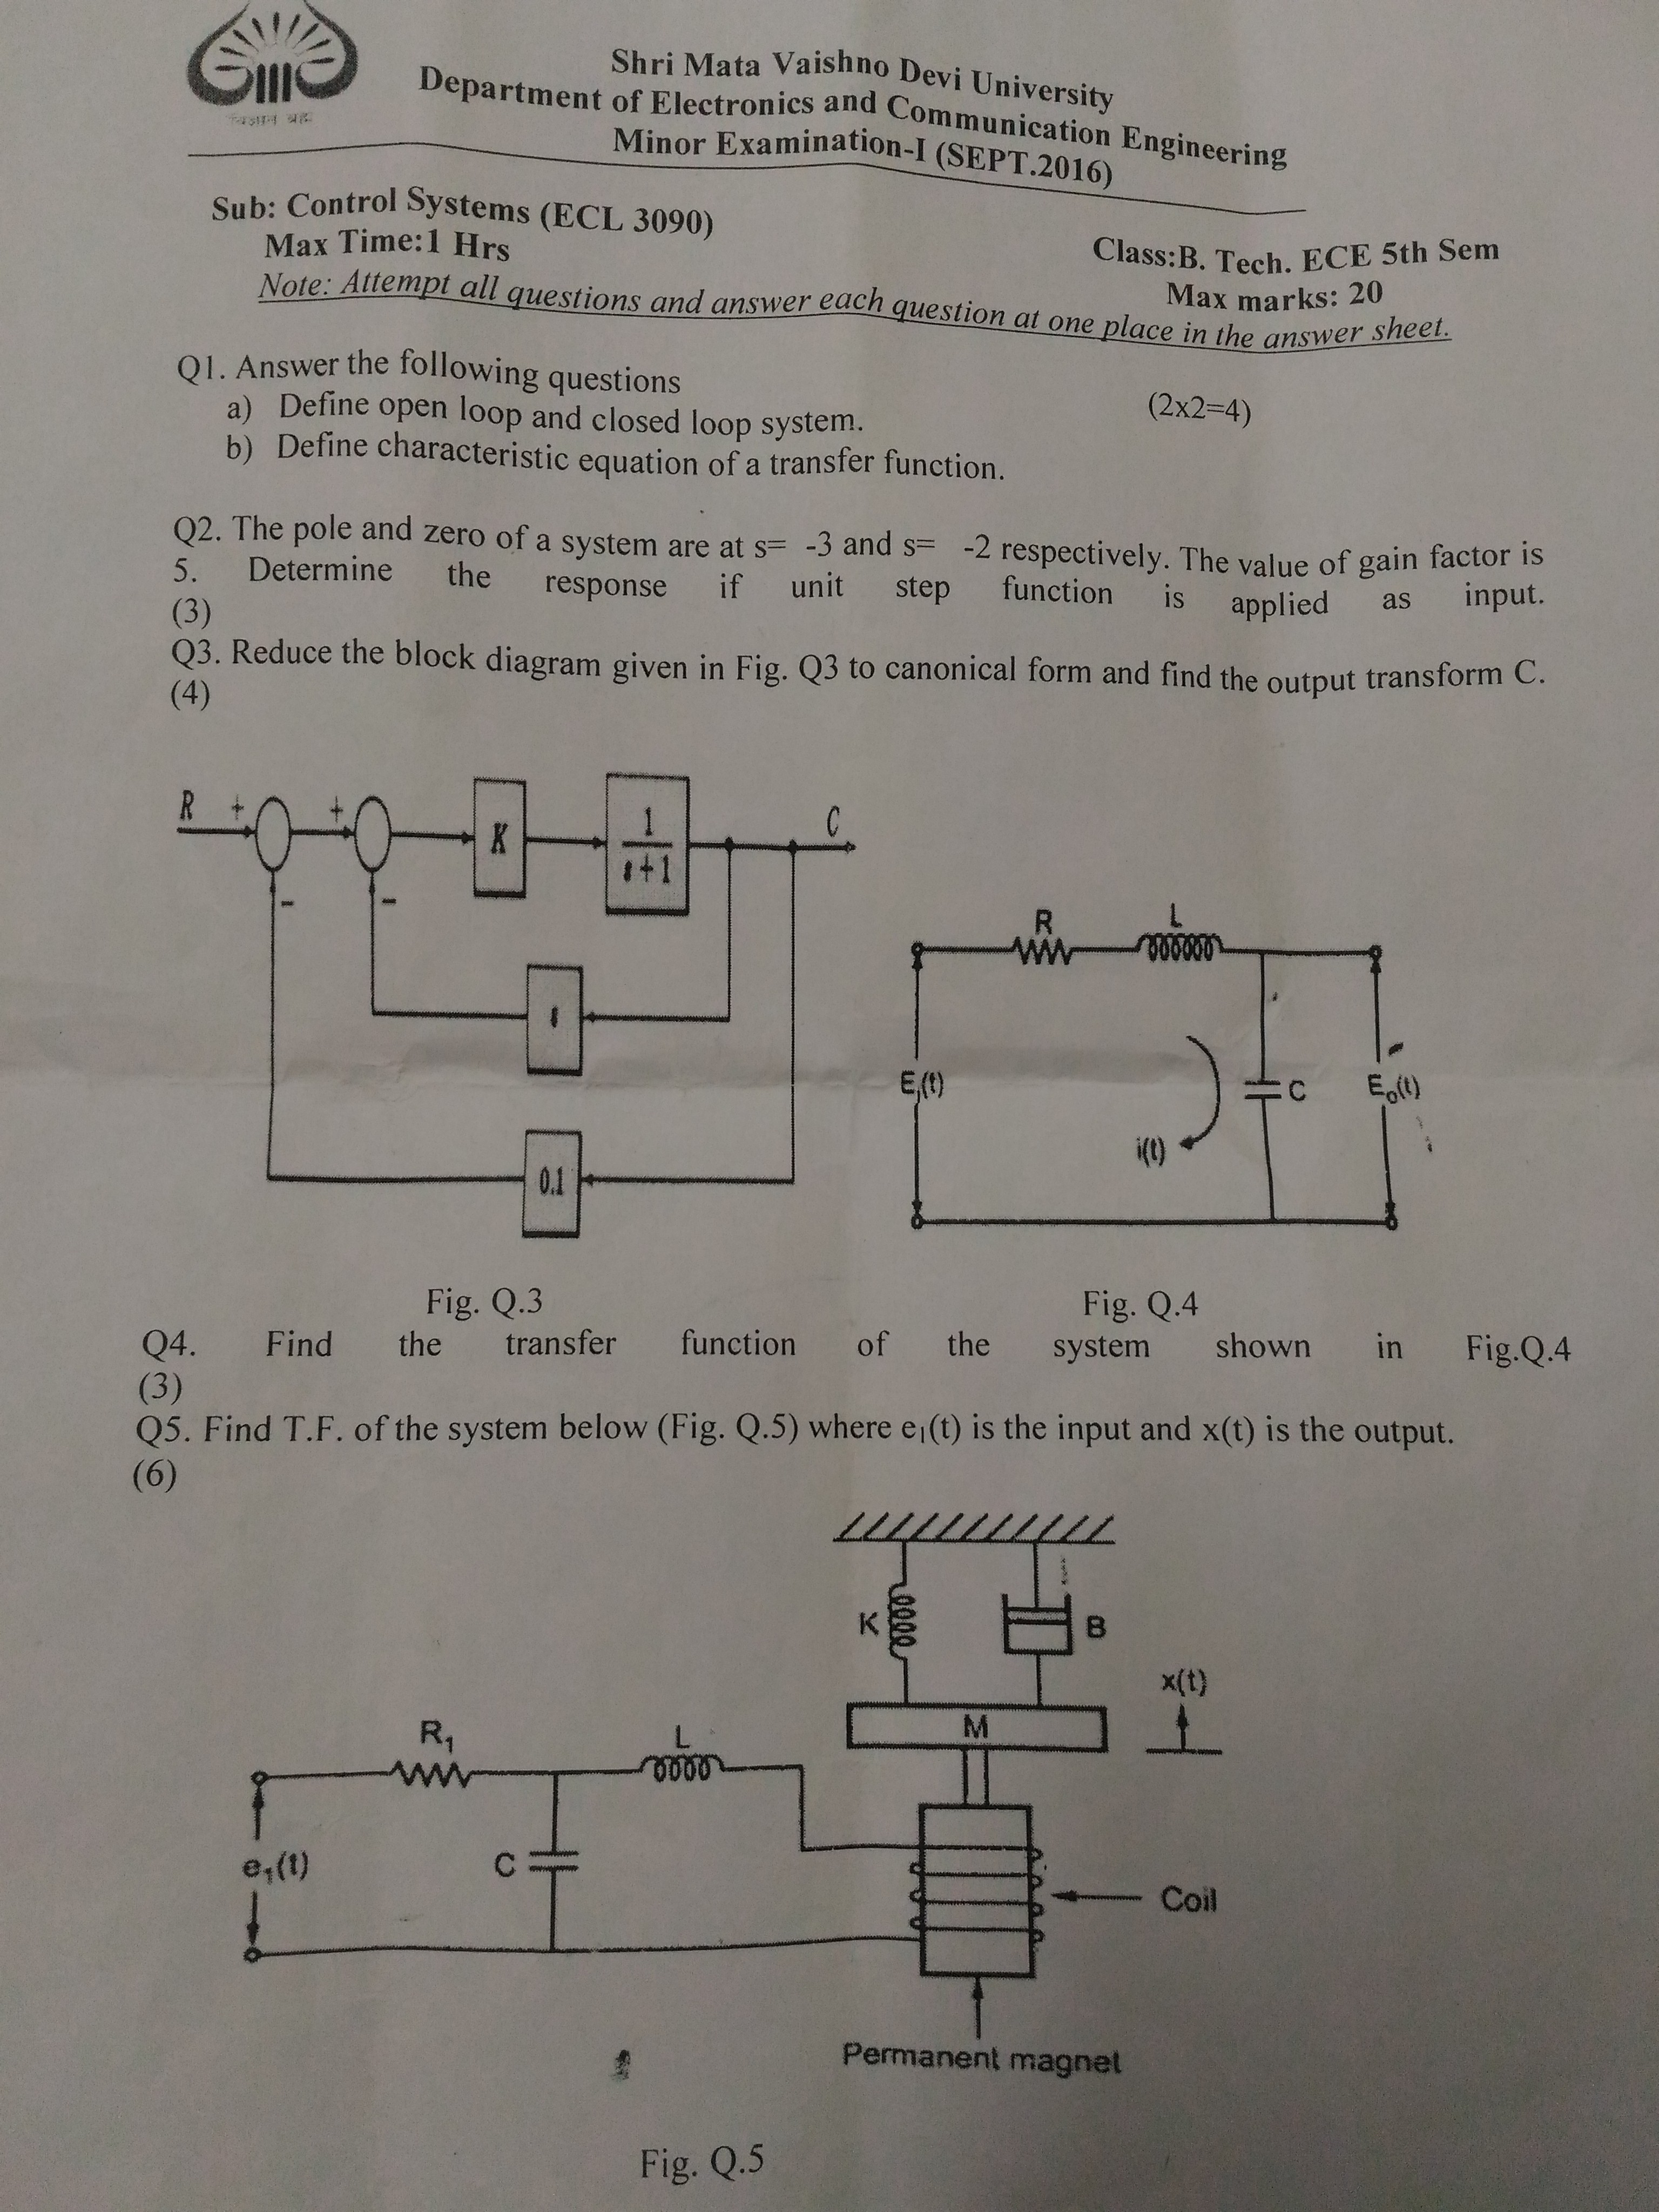 Shri Mata Vaishno Devi University
Department of Electronics and Communication Engineering
Minor Examination-I (SEPT.2016)
Sub: Control Systems (ECL 3090)
Class:B. Tech. ECE 5th Sem
Max Time:1 Hrs
Max marks: 20
Note: Attempt all questions and answer each question at one place in the answer sheet.
Q1. Answer the following questions
(2x2=4)
a) Define open loop and closed loop system.
b) Define characteristic equation of a transfer function.
Q2. The pole and zero of a system are at s= -3 and s= -2 respectively. The value of gain factor is
5. Determine the response if unit step function is applied as input.
(3)
Q3. Reduce the block diagram given in Fig. Q3 to canonical form and find the output transform C.
(4)
R + + K 1 C
s+1
- -
s
0.1
R L
Ei(t) C Eo(t)
i(t)
Fig. Q.3
Fig. Q.4
Q4. Find the transfer function of the system shown in Fig.Q.4
(3)
Q5. Find T.F. of the system below (Fig. Q.5) where e1(t) is the input and x(t) is the output.
(6)
K B
x(t)
M
R1 L
e1(t) C
Coil
Permanent magnet
Fig. Q.5